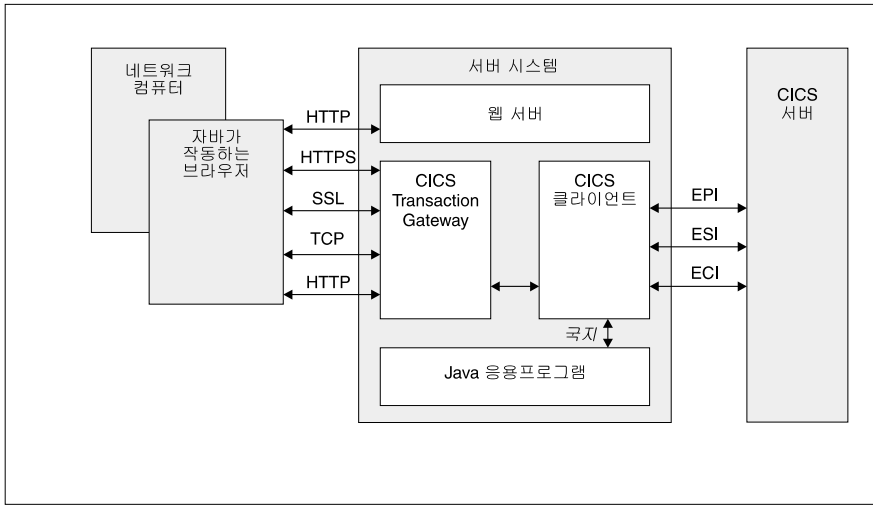 네트워크
컴퓨터
자바가
작동하는
브라우저
HTTP
HTTPS
SSL
TCP
HTTP
서버 시스템
웹 서버
CICS
Transaction
Gateway
CICS
클라이언트
국지
Java 응용프로그램
EPI
ESI
ECI
CICS
서버